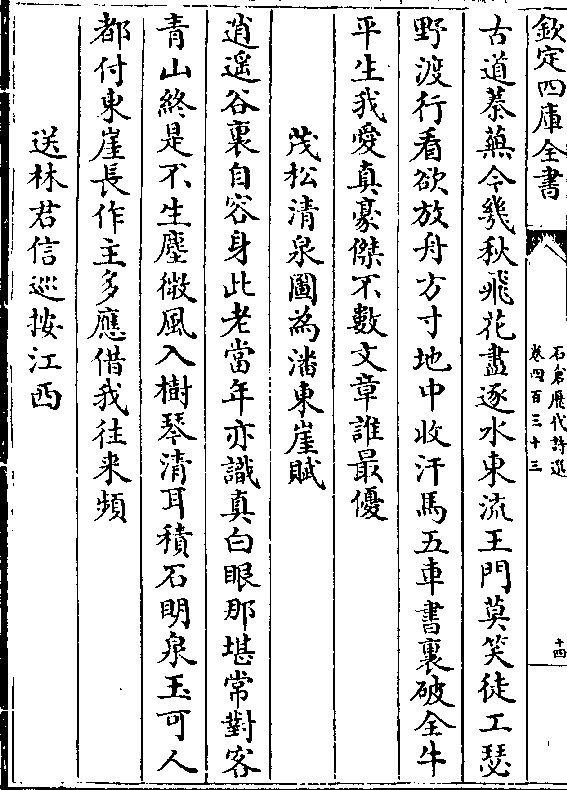 欽定四庫全書
石倉歷代詩選
卷四百三十三
十四
古道蓁蕪今幾秋飛花盡逐水東流王門莫笑徒工瑟
野渡行看欲放舟方寸地中收汗馬五車書裏破全牛
平生我愛真豪傑不數文章誰最優
茂松清泉圖為潘東崖賦
逍遥谷裏自容身此老當年亦識真白眼那堪常對客
青山終是不生塵微風入樹琴清耳積石明泉玉可人
都付東崖長作主多應借我往来頻
送林君信巡按江西